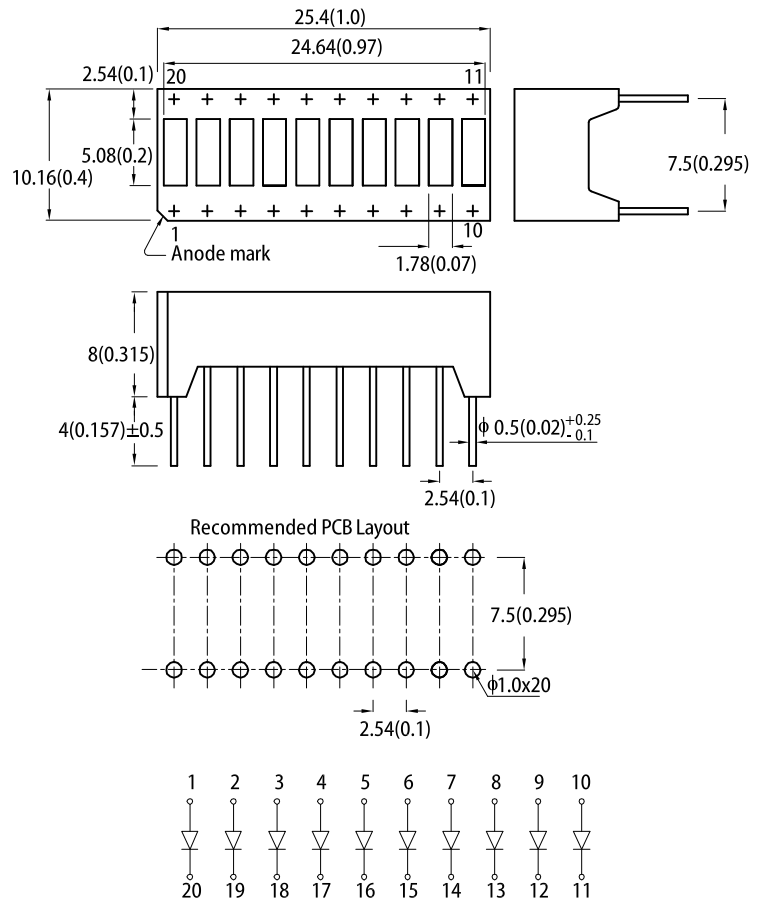 25.4(1.0)
24.64(0.97)
2.54(0.1)
20
11
5.08(0.2)
10.16(0.4)
7.5(0.295)
1
10
Anode mark
1.78(0.07)
8(0.315)
4(0.157)±0.5
ϕ 0.5(0.02) +0.25
- 0.1
2.54(0.1)
Recommended PCB Layout
7.5(0.295)
ϕ1.0x20
2.54(0.1)
1 2 3 4 5 6 7 8 9 10
20 19 18 17 16 15 14 13 12 11